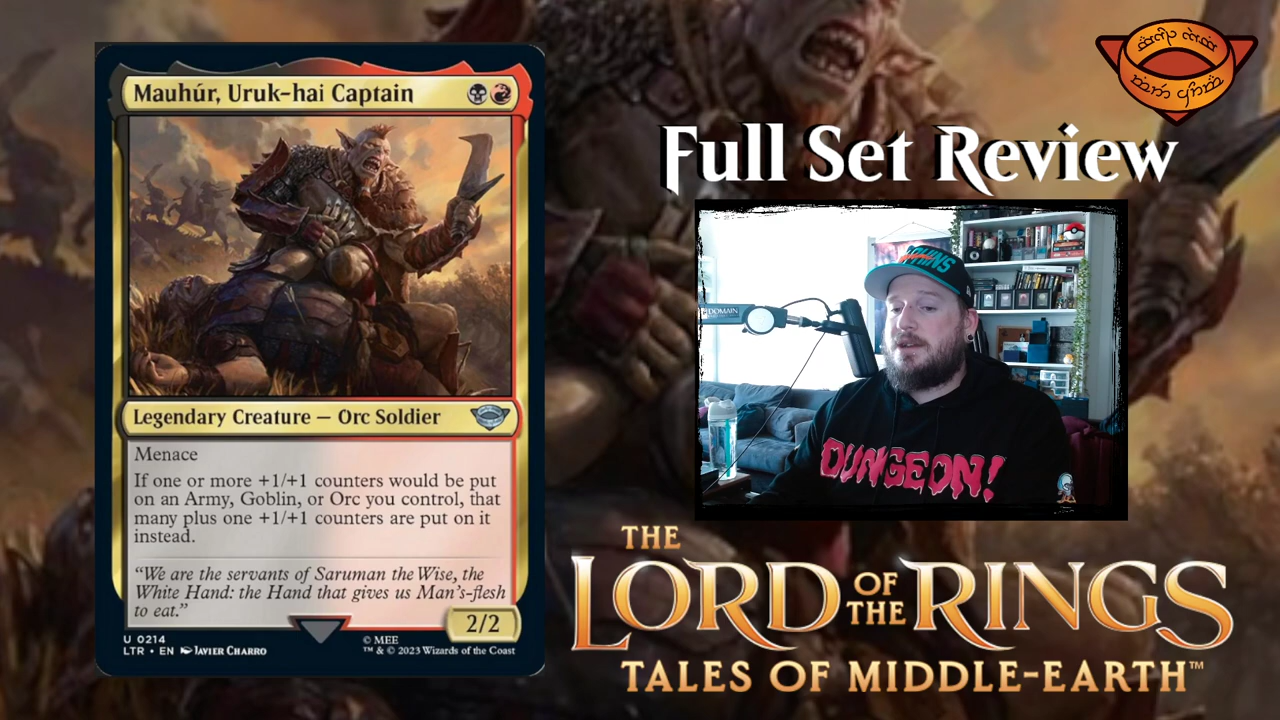 Mauhúr, Uruk-hai Captain
Legendary Creature — Orc Soldier
Menace
If one or more +1/+1 counters would be put
on an Army, Goblin, or Orc you control, that
many plus one +1/+1 counters are put on it
instead.
“We are the servants of Saruman the Wise, the
White Hand: the Hand that gives us Man’s-flesh
to eat.”
2/2
U 0214
LTR • EN Javier Charro
© MEE
™ & © 2023 Wizards of the Coast
Full Set Review
DOMAIN
DUNGEON!
THE
LORD OF THE RINGS
TALES OF MIDDLE-EARTH™